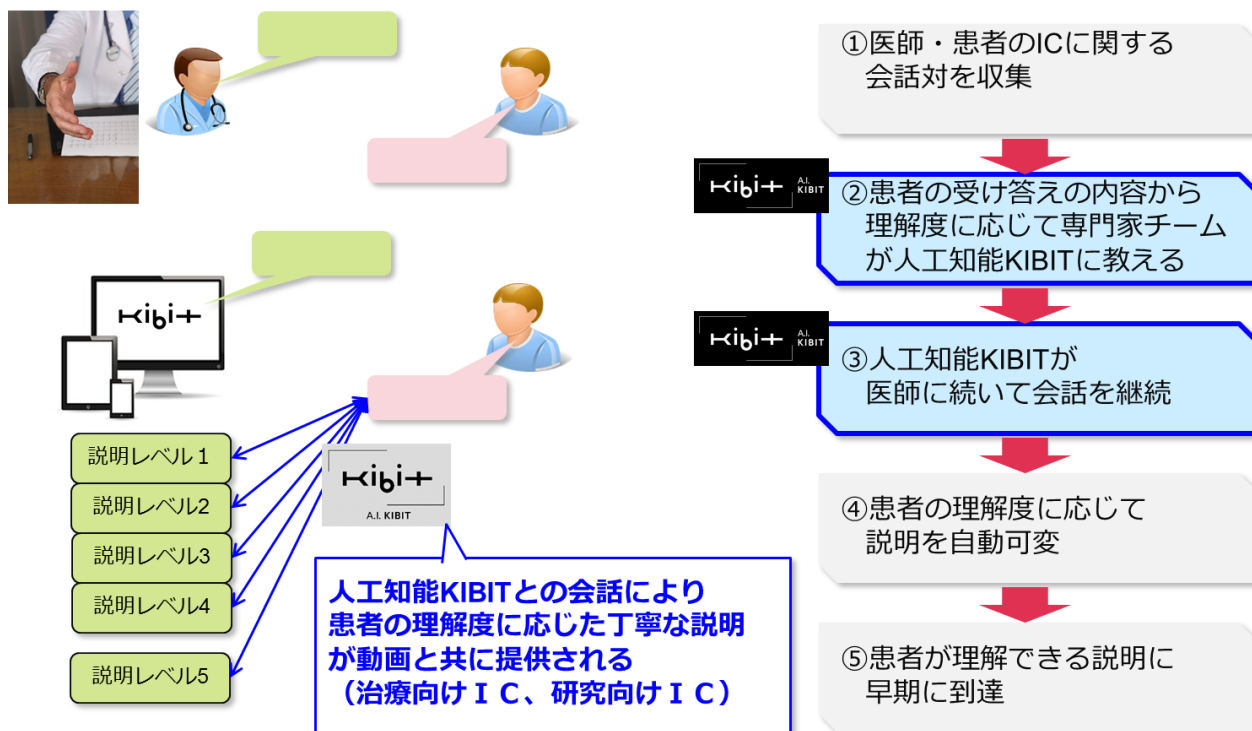 Kibit
説明レベル１
説明レベル2
説明レベル3
説明レベル4
説明レベル5
Kibit
A.I. KIBIT
人工知能KIBITとの会話により
患者の理解度に応じた丁寧な説明
が動画と共に提供される
（治療向けＩＣ、研究向けＩＣ）
①医師・患者のICに関する
会話対を収集
Kibit
A.I.
KIBIT
②患者の受け答えの内容から
理解度に応じて専門家チーム
が人工知能KIBITに教える
Kibit
A.I.
KIBIT
③人工知能KIBITが
医師に続いて会話を継続
④患者の理解度に応じて
説明を自動可変
⑤患者が理解できる説明に
早期に到達